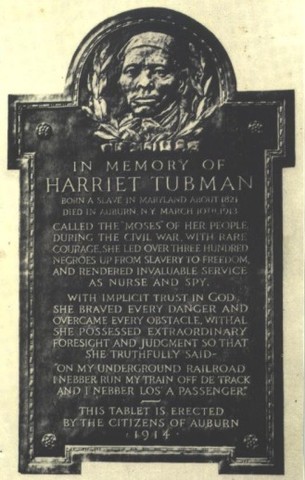 IN MEMORY OF
HARRIET TUBMAN
BORN A SLAVE IN MARYLAND ABOUT 1821
DIED IN AUBURN, N.Y. MARCH 10TH, 1913
CALLED THE "MOSES" OF HER PEOPLE,
DURING THE CIVIL WAR, WITH RARE
COURAGE, SHE LED OVER THREE HUNDRED
NEGROES UP FROM SLAVERY TO FREEDOM,
AND RENDERED INVALUABLE SERVICE
AS NURSE AND SPY.
WITH IMPLICIT TRUST IN GOD
SHE BRAVED EVERY DANGER AND
OVERCAME EVERY OBSTACLE, WITHAL
SHE POSSESSED EXTRAORDINARY
FORESIGHT AND JUDGMENT SO THAT
SHE TRUTHFULLY SAID-
"ON MY UNDERGROUND RAILROAD
I NEBBER RUN MY TRAIN OFF DE TRACK
AND I NEBBER LOS' A PASSENGER."
THIS TABLET IS ERECTED
BY THE CITIZENS OF AUBURN
1914